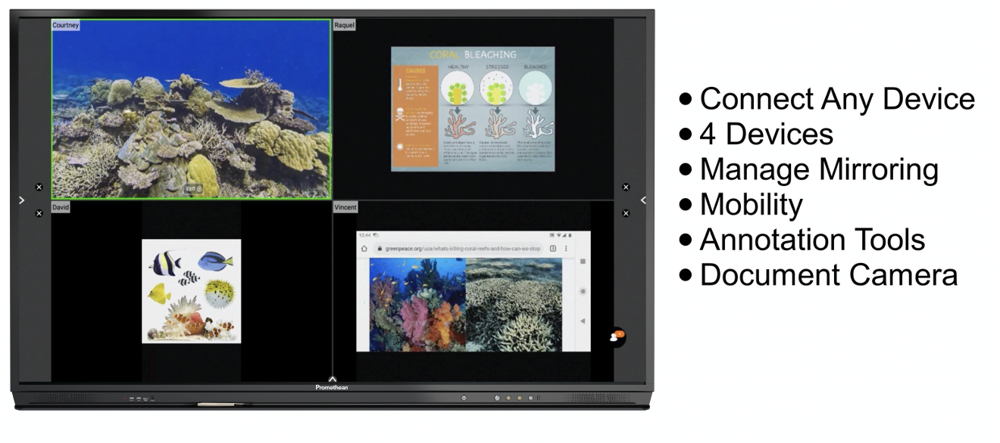 Courtney
Raquel
CORAL BLEACHING
CAUSES
HEALTHY
STRESSED
BLEACHED
EXIT
David
Vincent
12:44
greenpeace.org/usa/whats-killing-coral-reefs-and-how-can-we-stop
Promethean
• Connect Any Device
• 4 Devices
• Manage Mirroring
• Mobility
• Annotation Tools
• Document Camera